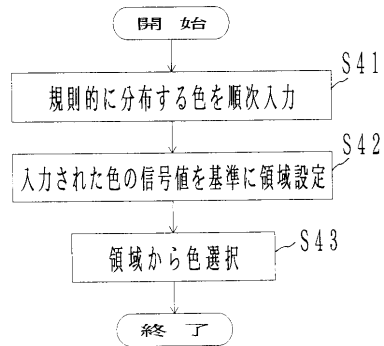 開始
規則的に分布する色を順次入力
S41
入力された色の信号値を基準に領域設定
S42
領域から色選択
S43
終了